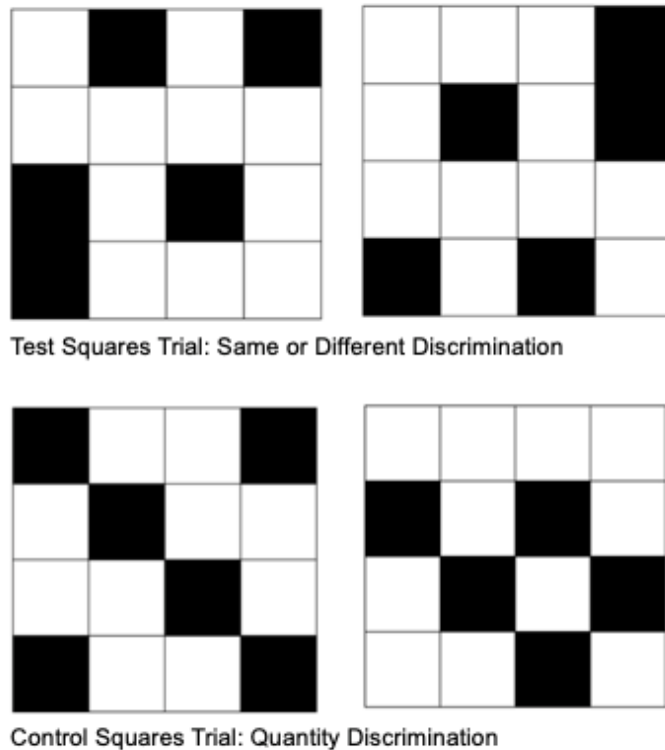 Test Squares Trial: Same or Different Discrimination
Control Squares Trial: Quantity Discrimination